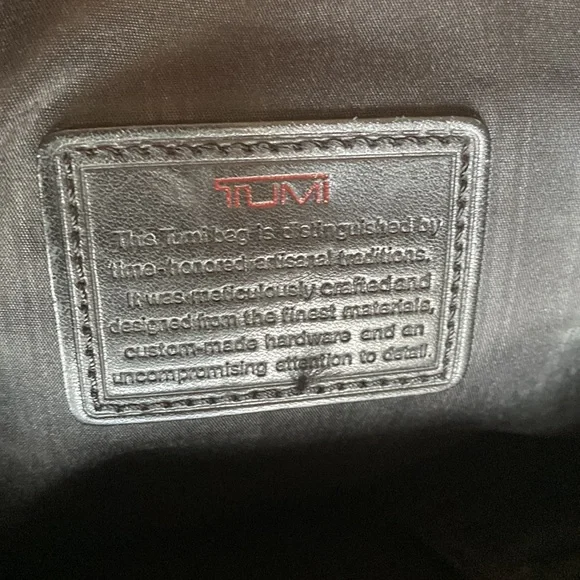 TUMI
This Tumi bag is distinguished by
time-honored artisanal traditions.
It was meticulously crafted and
designed from the finest materials,
custom-made hardware and an
uncompromising attention to detail.